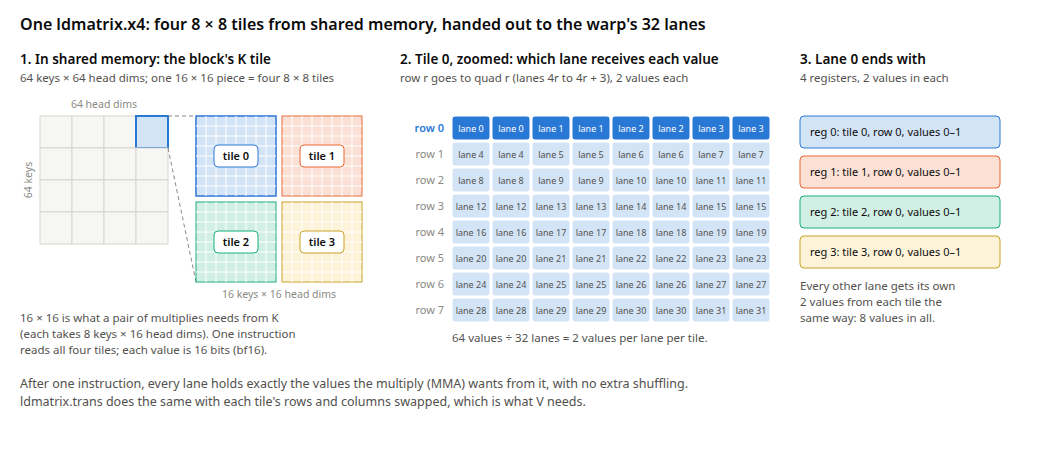 One ldmatrix.x4: four 8 × 8 tiles from shared memory, handed out to the warp's 32 lanes
1. In shared memory: the block's K tile
64 keys × 64 head dims; one 16 × 16 piece = four 8 × 8 tiles
64 head dims
64 keys
tile 0
tile 1
tile 2
tile 3
16 keys × 16 head dims
16 × 16 is what a pair of multiplies needs from K
(each takes 8 keys × 16 head dims). One instruction
reads all four tiles; each value is 16 bits (bf16).
2. Tile 0, zoomed: which lane receives each value
row r goes to quad r (lanes 4r to 4r + 3), 2 values each
row 0 lane 0 lane 0 lane 1 lane 1 lane 2 lane 2 lane 3 lane 3
row 1 lane 4 lane 4 lane 5 lane 5 lane 6 lane 6 lane 7 lane 7
row 2 lane 8 lane 8 lane 9 lane 9 lane 10 lane 10 lane 11 lane 11
row 3 lane 12 lane 12 lane 13 lane 13 lane 14 lane 14 lane 15 lane 15
row 4 lane 16 lane 16 lane 17 lane 17 lane 18 lane 18 lane 19 lane 19
row 5 lane 20 lane 20 lane 21 lane 21 lane 22 lane 22 lane 23 lane 23
row 6 lane 24 lane 24 lane 25 lane 25 lane 26 lane 26 lane 27 lane 27
row 7 lane 28 lane 28 lane 29 lane 29 lane 30 lane 30 lane 31 lane 31
64 values ÷ 32 lanes = 2 values per lane per tile.
3. Lane 0 ends with
4 registers, 2 values in each
reg 0: tile 0, row 0, values 0–1
reg 1: tile 1, row 0, values 0–1
reg 2: tile 2, row 0, values 0–1
reg 3: tile 3, row 0, values 0–1
Every other lane gets its own
2 values from each tile the
same way: 8 values in all.
After one instruction, every lane holds exactly the values the multiply (MMA) wants from it, with no extra shuffling.
ldmatrix.trans does the same with each tile's rows and columns swapped, which is what V needs.